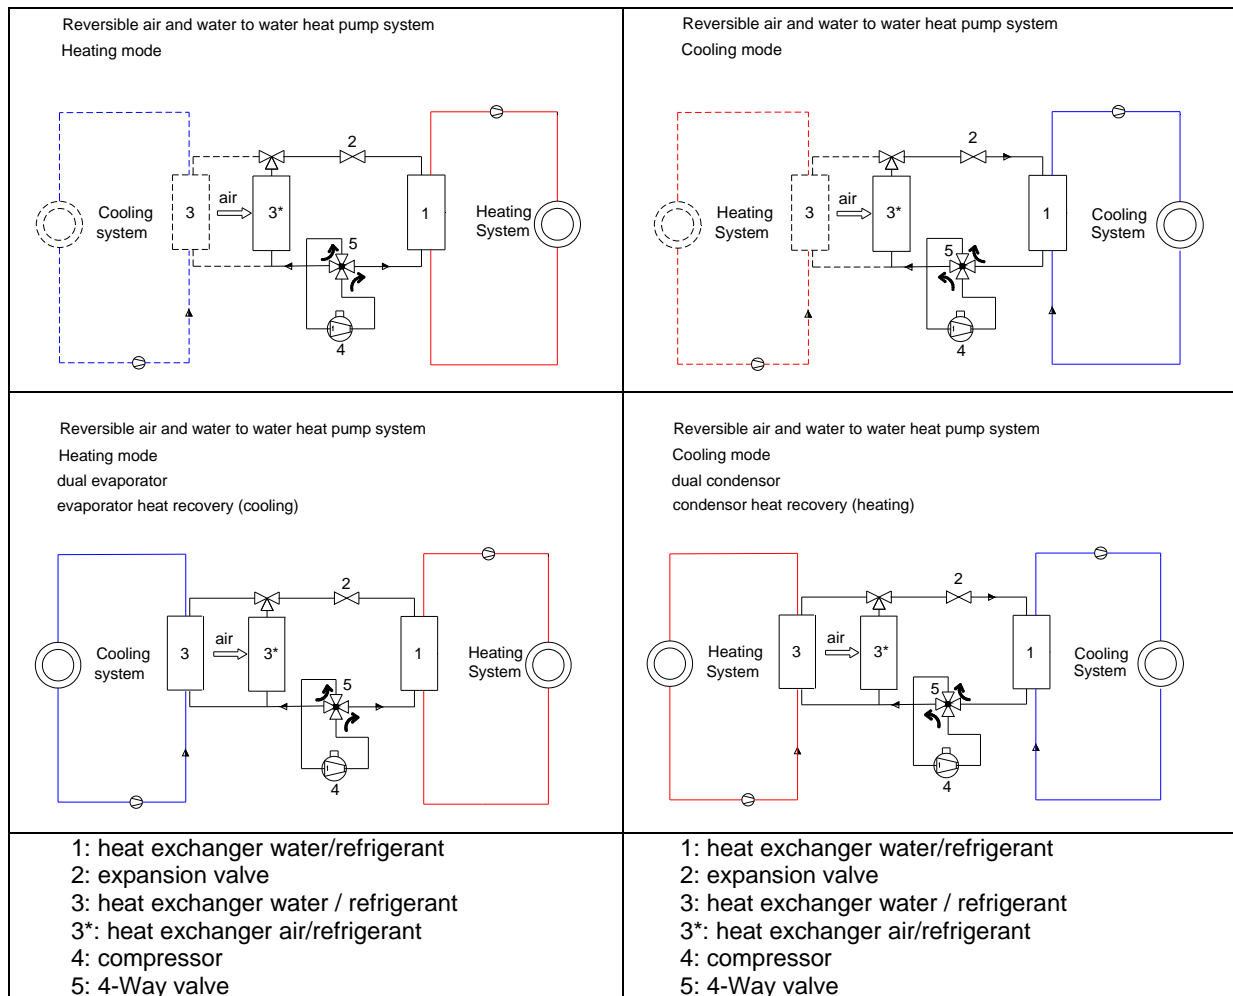 Reversible air and water to water heat pump system
Heating mode
2
3
air
3*
1
Cooling
system
Heating
System
5
4
Reversible air and water to water heat pump system
Cooling mode
2
3
air
3*
1
Heating
System
Cooling
System
5
4
Reversible air and water to water heat pump system
Heating mode
dual evaporator
evaporator heat recovery (cooling)
2
3
air
3*
1
Cooling
system
Heating
System
5
4
Reversible air and water to water heat pump system
Cooling mode
dual condensor
condensor heat recovery (heating)
2
3
air
3*
1
Heating
System
Cooling
System
5
4
1: heat exchanger water/refrigerant
2: expansion valve
3: heat exchanger water / refrigerant
3*: heat exchanger air/refrigerant
4: compressor
5: 4-Way valve
1: heat exchanger water/refrigerant
2: expansion valve
3: heat exchanger water / refrigerant
3*: heat exchanger air/refrigerant
4: compressor
5: 4-Way valve